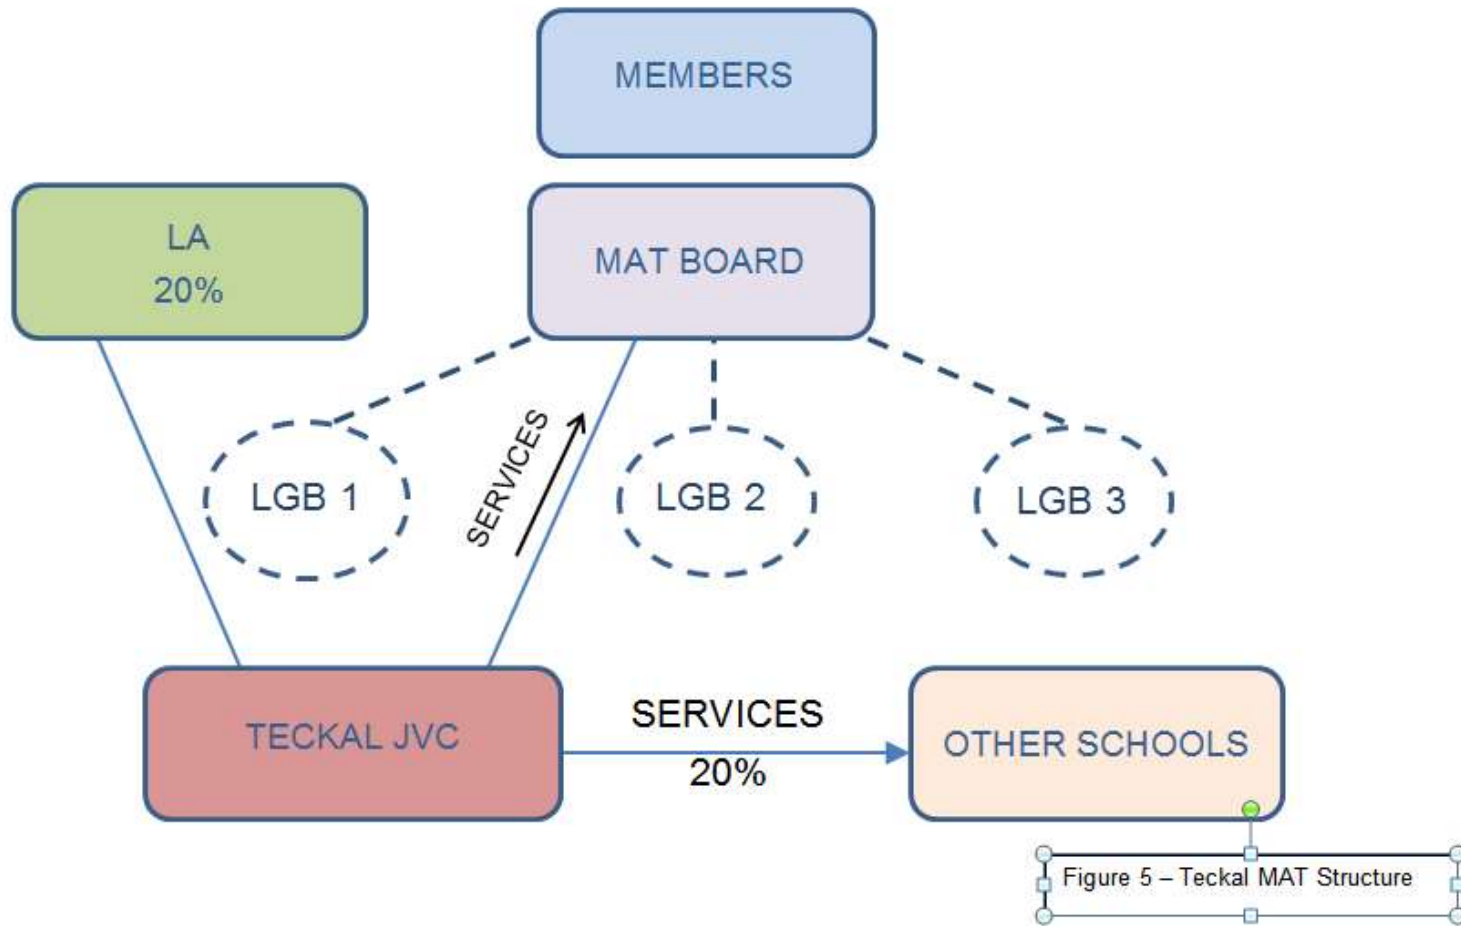 MEMBERS
LA
20%
MAT BOARD
SERVICES
LGB 1
LGB 2
LGB 3
TECKAL JVC
SERVICES
20%
OTHER SCHOOLS
Figure 5 – Teckal MAT Structure